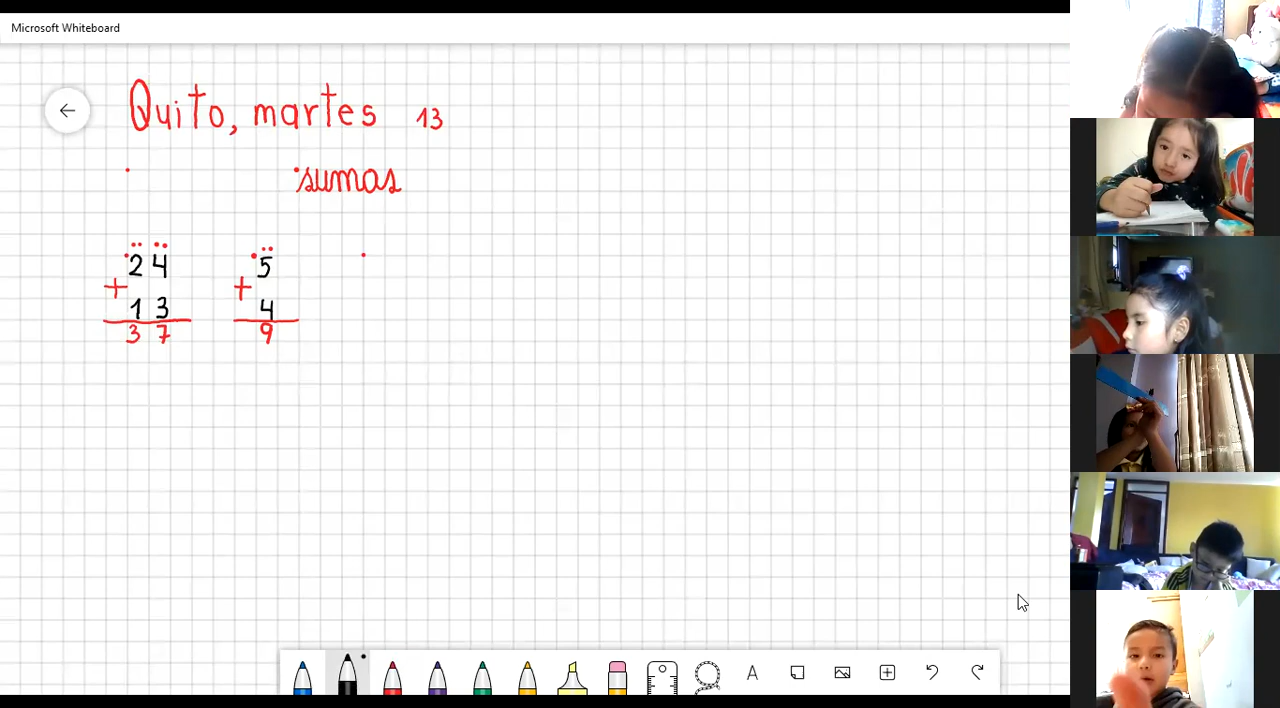 Microsoft Whiteboard
Quito, martes 13
sumas
24 5
+ +
13 4
37 9
A